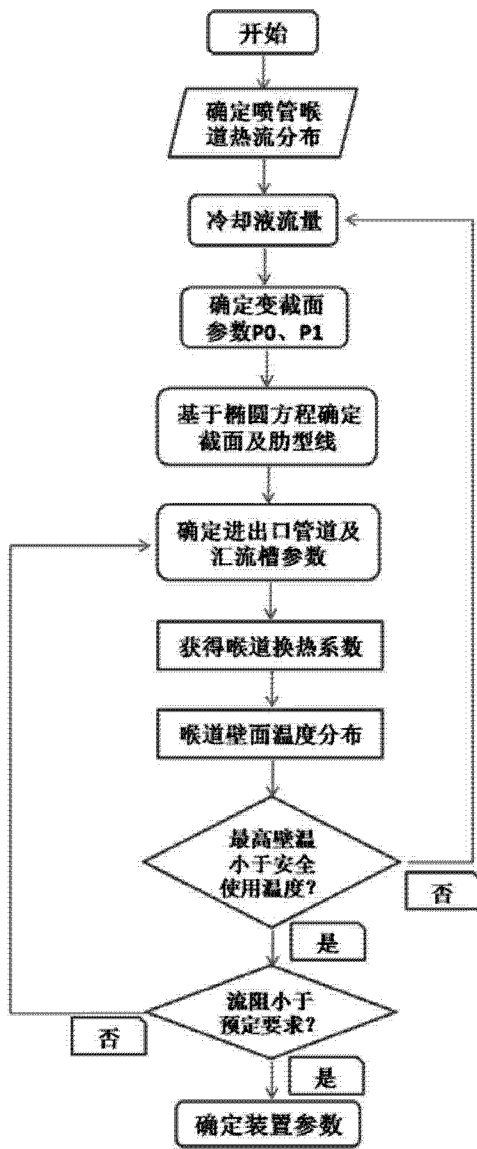 开始
确定喷管喉
道热流分布
冷却液流量
确定变截面
参数P0、P1
基于椭圆方程确定
截面及肋型线
确定进出口管道及
汇流槽参数
获得喉道换热系数
喉道壁面温度分布
最高壁温
小于安全
使用温度？
否
是
流阻小于
预定要求？
否
是
确定装置参数